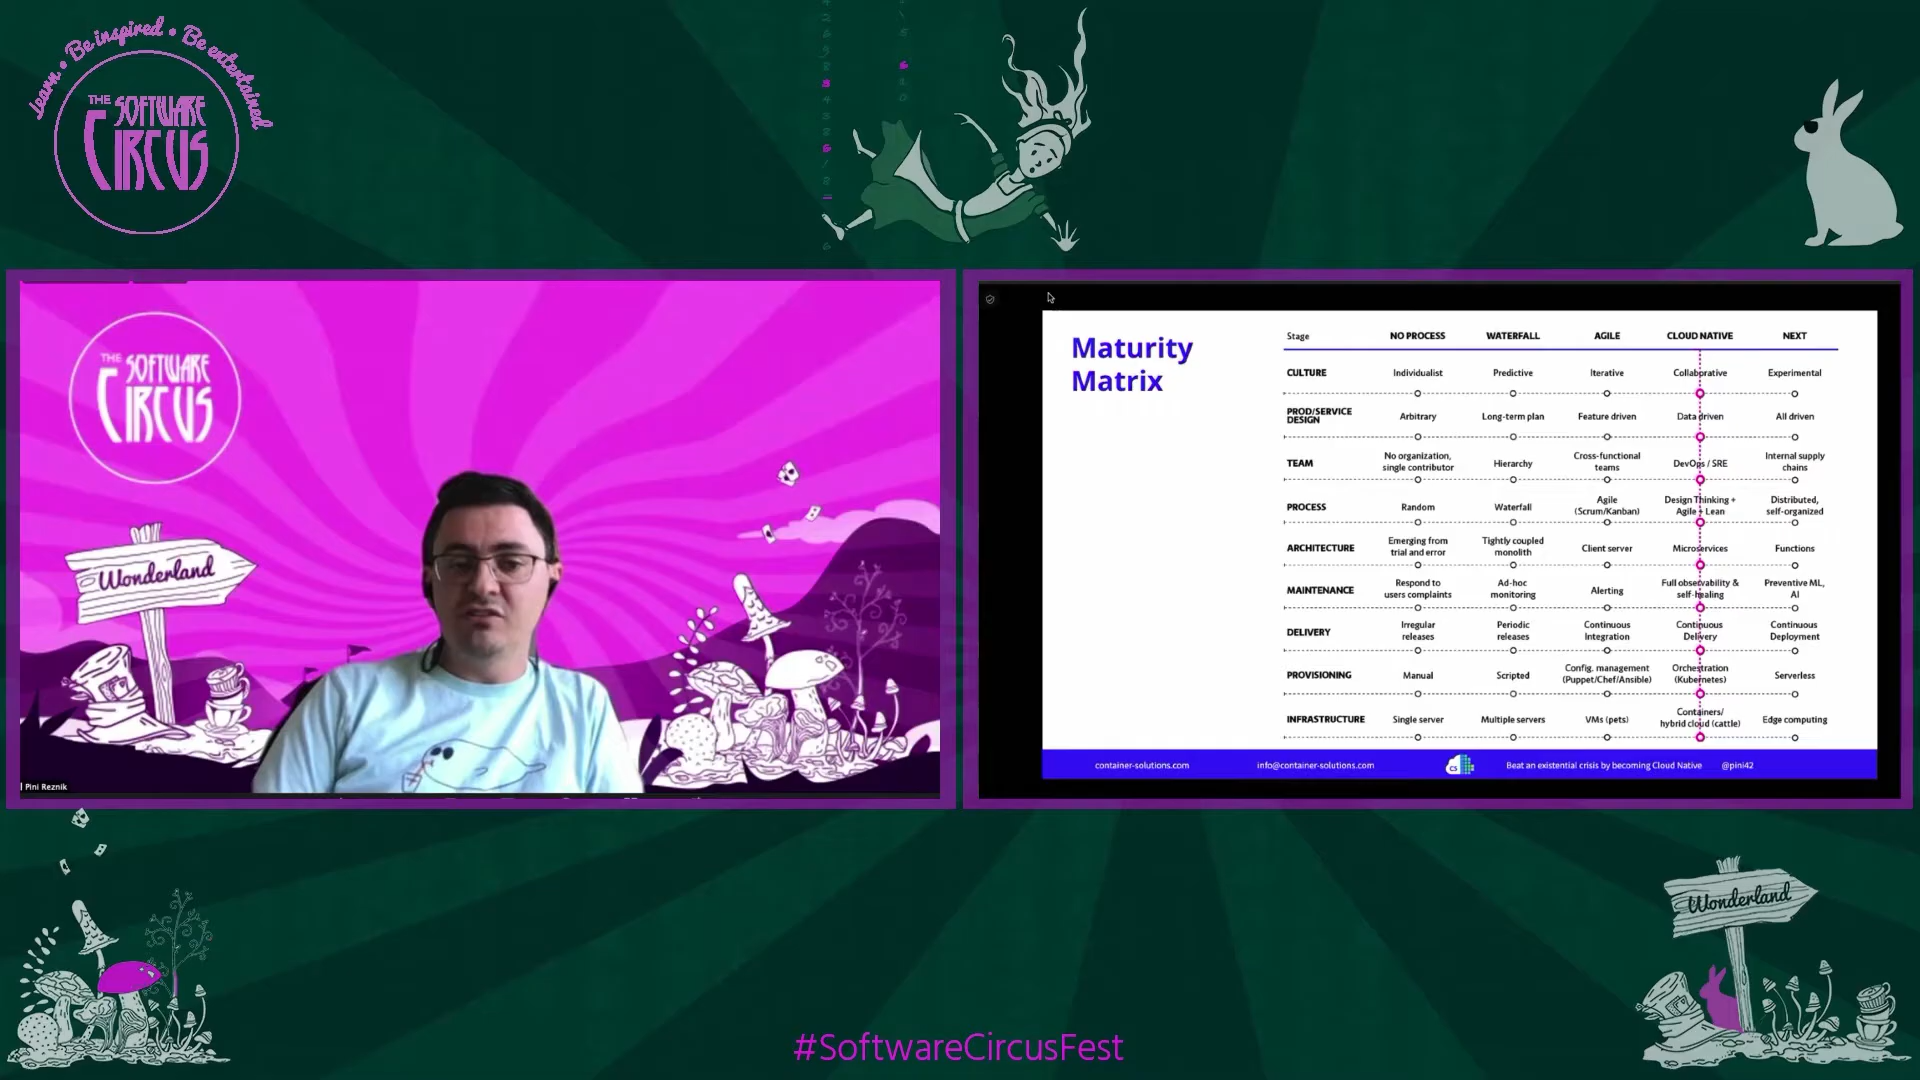 Learn • Be inspired • Be entertained
THE SOFTWARE
CIRCUS
THE SOFTWARE
CIRCUS
Wonderland
Pini Reznik
Maturity
Matrix
Stage NO PROCESS WATERFALL AGILE CLOUD NATIVE NEXT
CULTURE Individualist Predictive Iterative Collaborative Experimental
PROD/SERVICE DESIGN Arbitrary Long-term plan Feature driven Data driven All driven
TEAM No organization, single contributor Hierarchy Cross-functional teams DevOps / SRE Internal supply chains
PROCESS Random Waterfall Agile (Scrum/Kanban) Design Thinking + Agile + Lean Distributed, self-organized
ARCHITECTURE Emerging from trial and error Tightly coupled monolith Client server Microservices Functions
MAINTENANCE Respond to users complaints Ad-hoc monitoring Alerting Full observability & self-healing Preventive ML, AI
DELIVERY Irregular releases Periodic releases Continuous Integration Continuous Delivery Continuous Deployment
PROVISIONING Manual Scripted Config. management (Puppet/Chef/Ansible) Orchestration (Kubernetes) Serverless
INFRASTRUCTURE Single server Multiple servers VMs (pets) Containers/ hybrid cloud (cattle) Edge computing
container-solutions.com info@container-solutions.com CS Beat an existential crisis by becoming Cloud Native @pini42
Wonderland
#SoftwareCircusFest